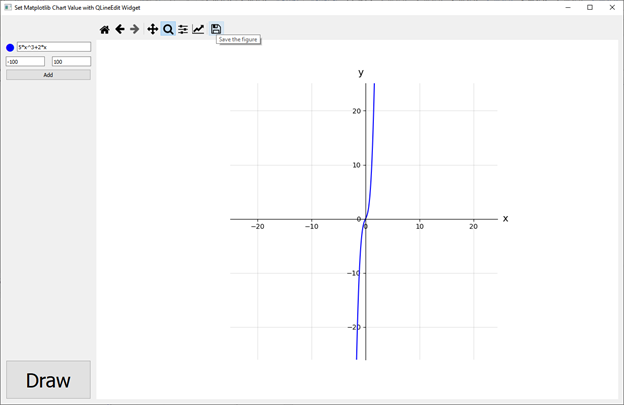 Set Matplotlib Chart Value with QLineEdit Widget
Save the figure
5*x^3+2*x
-100 100
Add
y
20
10
0
−10
−20
−20 −10 0 10 20
x
Draw